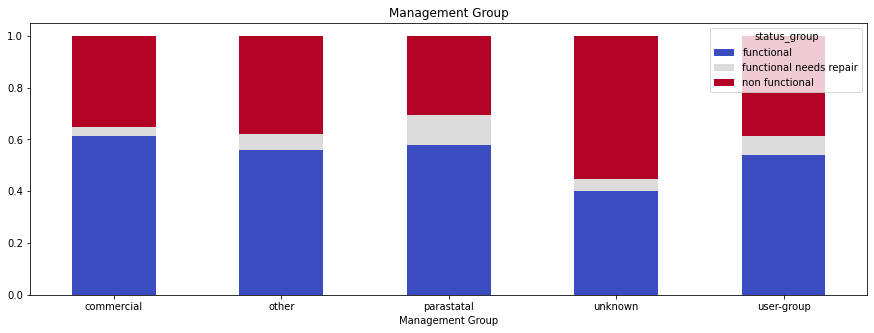 Management Group
status_group
functional
functional needs repair
non functional
1.0
0.8
0.6
0.4
0.2
0.0
commercial other parastatal unknown user-group
Management Group